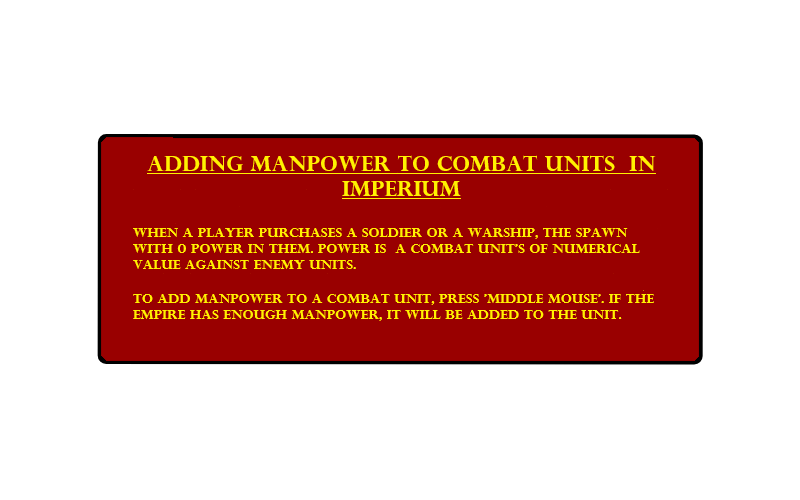 ADDING MANPOWER TO COMBAT UNITS  IN
IMPERIUM
WHEN A PLAYER PURCHASES A SOLDIER OR A WARSHIP, THE SPAWN
WITH 0 POWER IN THEM. POWER IS  A COMBAT UNIT'S OF NUMERICAL
VALUE AGAINST ENEMY UNITS.
TO ADD MANPOWER TO A COMBAT UNIT, PRESS 'MIDDLE MOUSE'. IF THE
EMPIRE HAS ENOUGH MANPOWER, IT WILL BE ADDED TO THE UNIT.